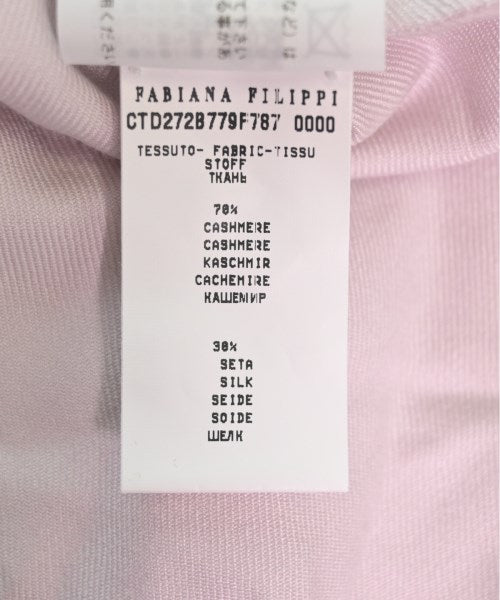 FABIANA FILIPPI
CTD272B779F787 0000
TESSUTO- FABRIC-TISSU
STOFF
ТКАНЬ
70%
CASHMERE
CASHMERE
KASCHMIR
CACHEMIRE
КАШЕМИР
30%
SETA
SILK
SEIDE
SOIDE
ШЕЛК